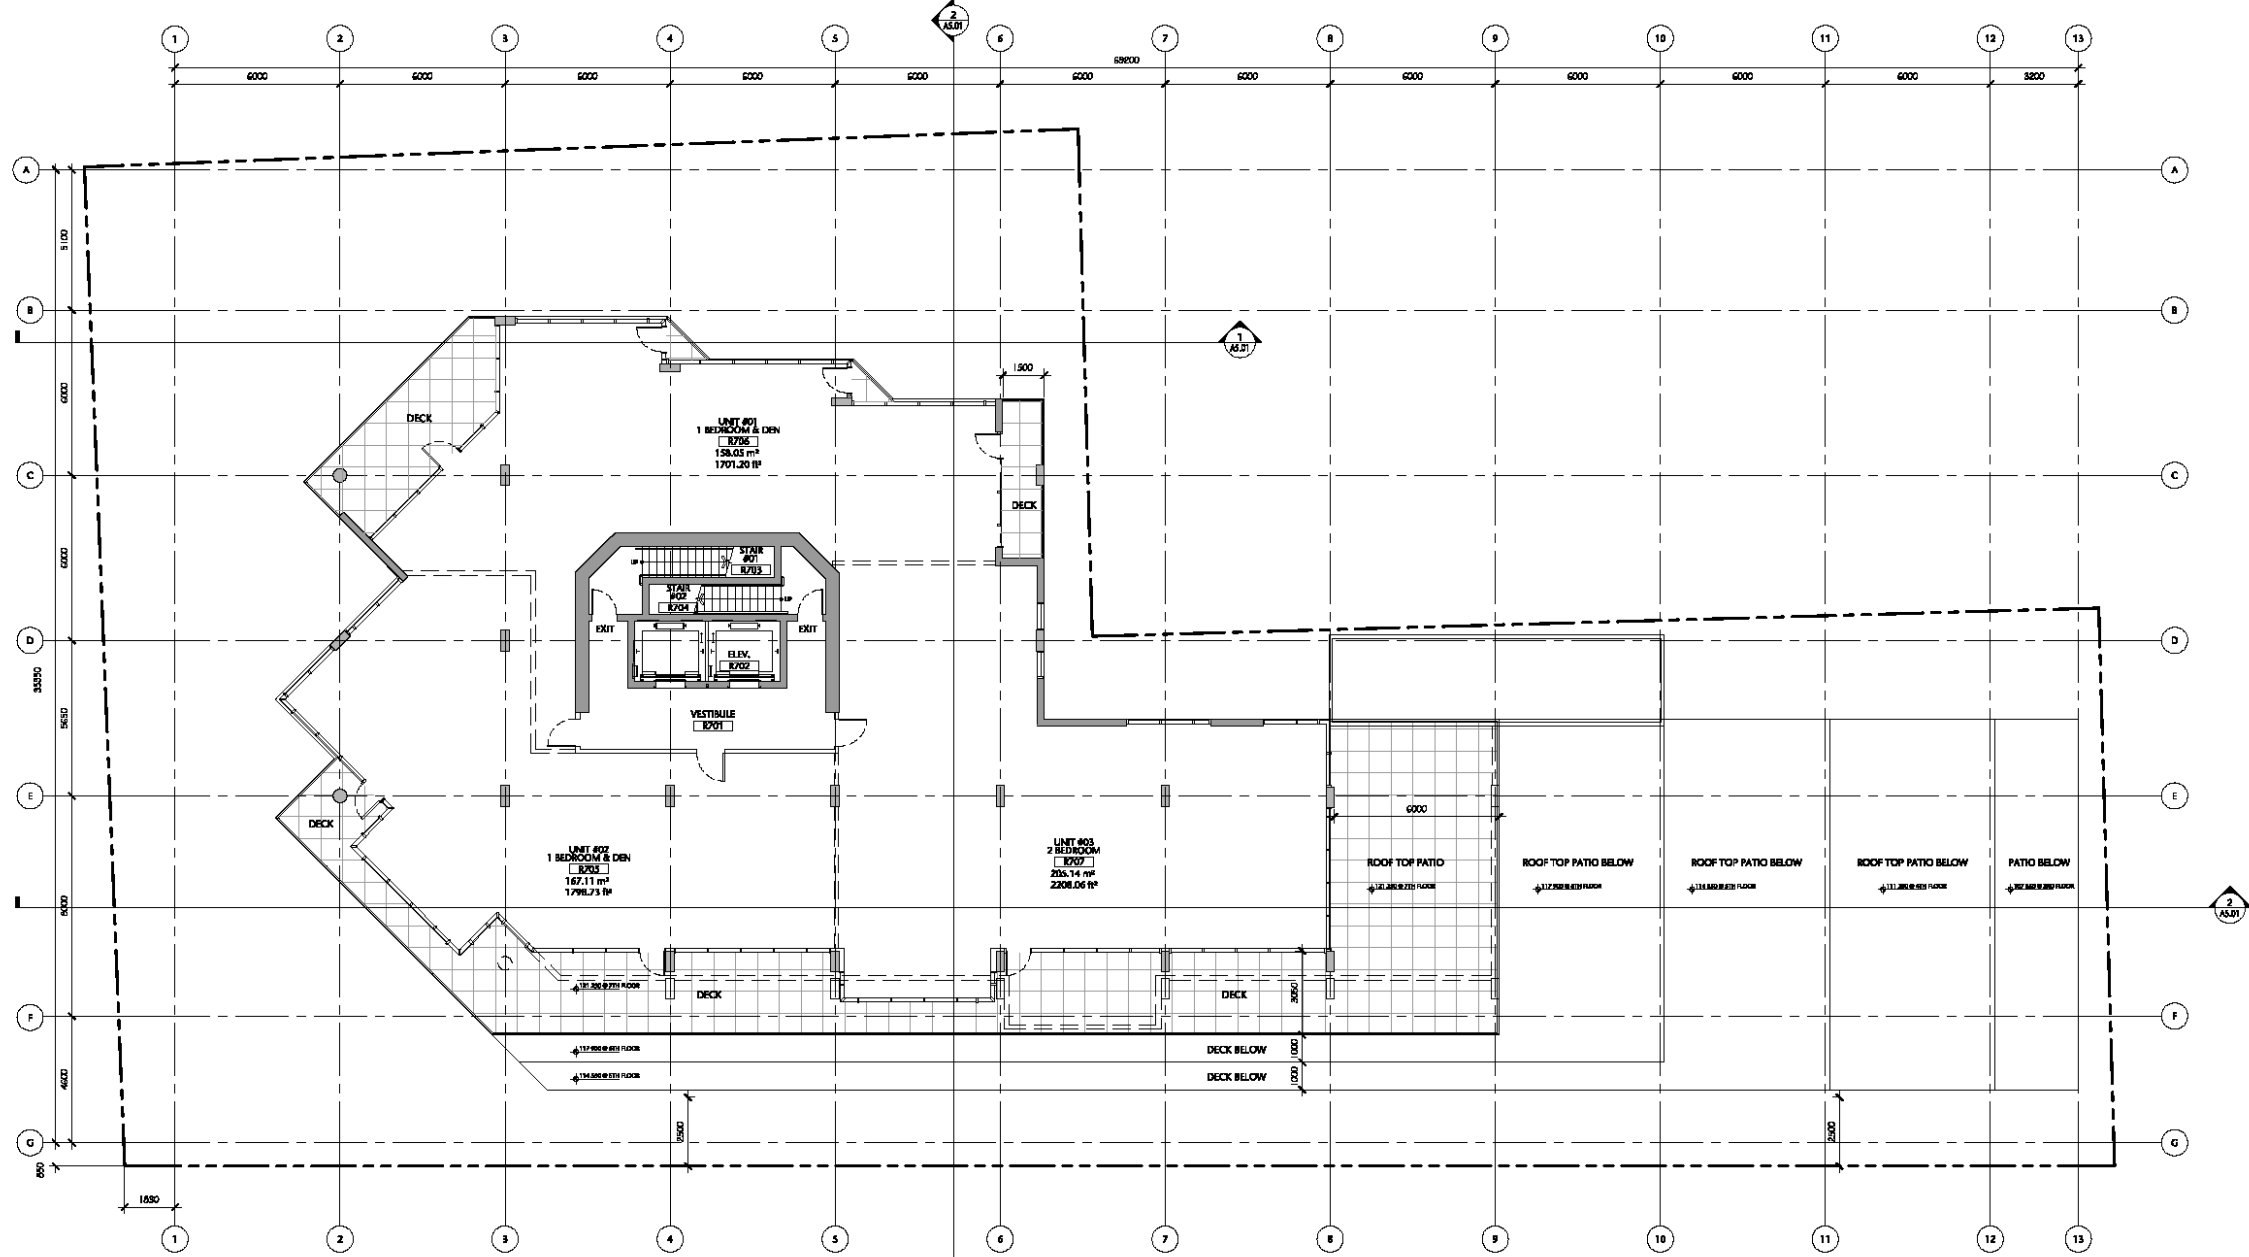 2
A5.01
1 2 3 4 5 6 7 8 9 10 11 12 13
69200
6000 6000 6000 6000 6000 6000 6000 6000 6000 6000 6000 3200
A A
5100
B B
1
A5.01
1500
6000
DECK
UNIT #01
1 BEDROOM & DEN
R706
158.05 m²
1701.20 ft²
C C
DECK
6000
STAIR
#01
R703
UP
STAIR
#02
R704
UP
EXIT EXIT
D D
ELEV.
R702
35350
5650
VESTIBULE
R701
E E
6000
DECK
UNIT #02
1 BEDROOM & DEN
R705
167.11 m²
1798.73 ft²
UNIT #03
2 BEDROOM
R707
205.14 m²
2208.06 ft²
ROOF TOP PATIO
ROOF TOP PATIO BELOW
ROOF TOP PATIO BELOW
ROOF TOP PATIO BELOW
PATIO BELOW
8000
2
A5.01
DECK
DECK
3050
F F
DECK BELOW
1000
DECK BELOW
1000
4600
2500
2500
G G
850
1850
1 2 3 4 5 6 7 8 9 10 11 12 13